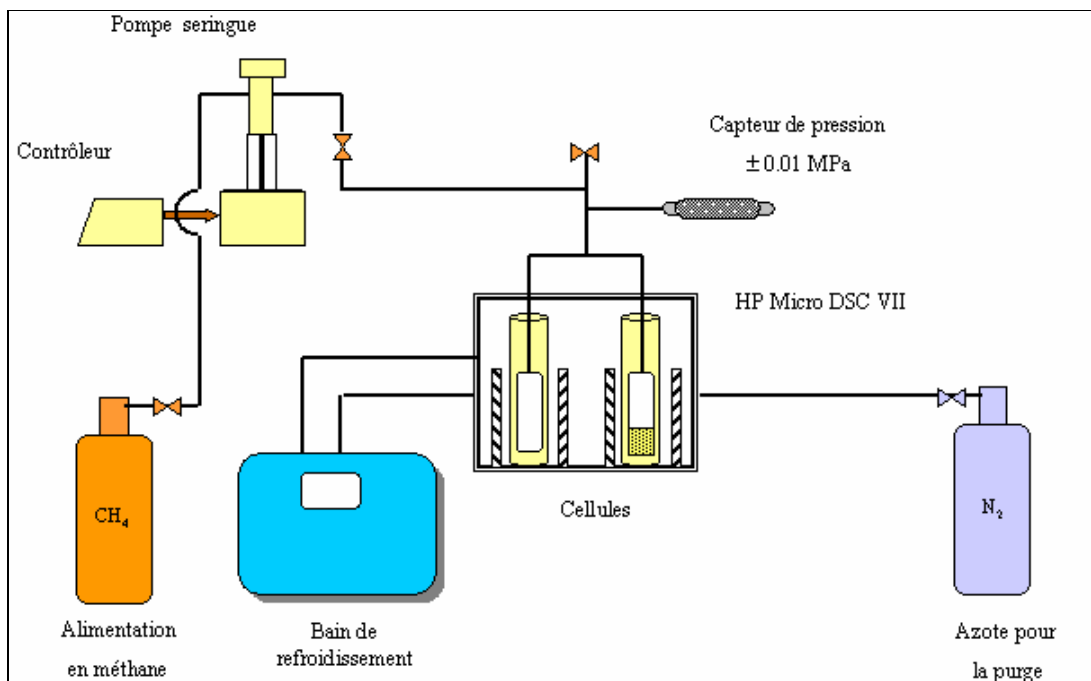 Pompe seringue
Contrôleur
Capteur de pression
±0.01 MPa
HP Micro DSC VII
CH₄
Cellules
N₂
Alimentation
en méthane
Bain de
refroidissement
Azote pour
la purge